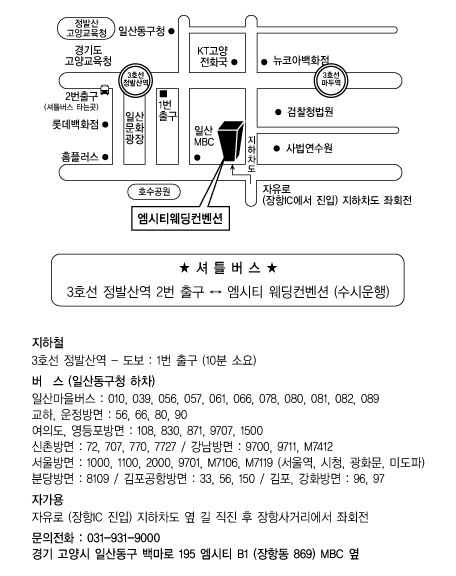 정발산
고양교육청
일산동구청
경기도
고양교육청
KT고양
전화국
뉴코아백화점
3호선
정발산역
3호선
마두역
2번출구
(셔틀버스 타는곳)
1번
출구
검찰청법원
롯데백화점
일산
문화
광장
일산
MBC
지하차도
사법연수원
홈플러스
호수공원
자유로
(장항IC에서 진입) 지하차도 좌회전
엠시티웨딩컨벤션
★ 셔 틀 버 스 ★
3호선 정발산역 2번 출구 ↔ 엠시티 웨딩컨벤션 (수시운행)
지하철
3호선 정발산역 - 도보 : 1번 출구 (10분 소요)
버 스 (일산동구청 하차)
일산마을버스 : 010, 039, 056, 057, 061, 066, 078, 080, 081, 082, 089
교하, 운정방면 : 56, 66, 80, 90
여의도, 영등포방면 : 108, 830, 871, 9707, 1500
신촌방면 : 72, 707, 770, 7727 / 강남방면 : 9700, 9711, M7412
서울방면 : 1000, 1100, 2000, 9701, M7106, M7119 (서울역, 시청, 광화문, 미도파)
분당방면 : 8109 / 김포공항방면 : 33, 56, 150 / 김포, 강화방면 : 96, 97
자가용
자유로 (장항IC 진입) 지하차도 옆 길 직진 후 장항사거리에서 좌회전
문의전화 : 031-931-9000
경기 고양시 일산동구 백마로 195 엠시티 B1 (장항동 869) MBC 옆